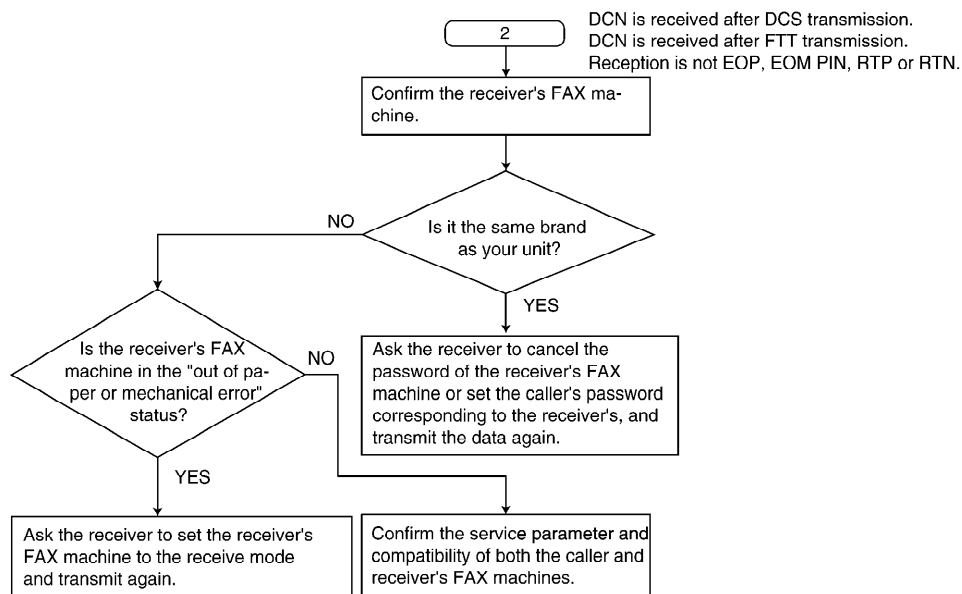 2
DCN is received after DCS transmission.
DCN is received after FTT transmission.
Reception is not EOP, EOM PIN, RTP or RTN.
Confirm the receiver's FAX ma-
chine.
Is it the same brand
as your unit?
NO
YES
Is the receiver's FAX
machine in the "out of pa-
per or mechanical error"
status?
NO
YES
Ask the receiver to cancel the
password of the receiver's FAX
machine or set the caller's password
corresponding to the receiver's, and
transmit the data again.
Ask the receiver to set the receiver's
FAX machine to the receive mode
and transmit again.
Confirm the service parameter and
compatibility of both the caller and
receiver's FAX machines.